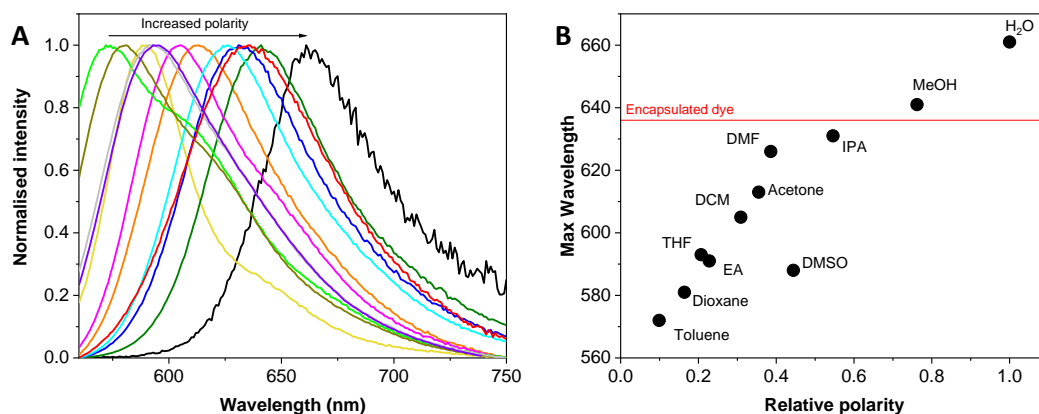 A
Increased polarity
1.0
0.8
0.6
0.4
0.2
0.0
Normalised intensity
600
650
700
750
Wavelength (nm)
B
660
640
620
600
580
560
Max Wavelength
H₂O
MeOH
Encapsulated dye
DMF
IPA
Acetone
DCM
THF
EA
DMSO
Dioxane
Toluene
0.0
0.2
0.4
0.6
0.8
1.0
Relative polarity